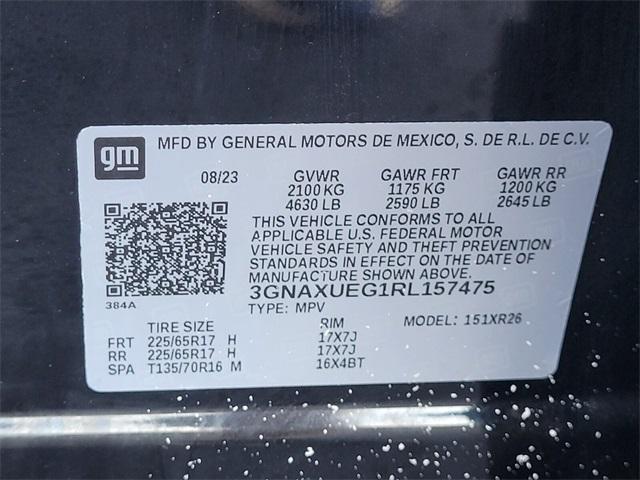 gm
MFD BY GENERAL MOTORS DE MEXICO, S. DE R.L. DE C.V.
08/23 GVWR GAWR FRT GAWR RR
2100 KG 1175 KG 1200 KG
4630 LB 2590 LB 2645 LB
THIS VEHICLE CONFORMS TO ALL
APPLICABLE U.S. FEDERAL MOTOR
VEHICLE SAFETY AND THEFT PREVENTION
STANDARDS IN EFFECT ON THE DATE OF
MANUFACTURE SHOWN ABOVE.
3GNAXUEG1RL157475
384A
TYPE: MPV MODEL: 151XR26
TIRE SIZE RIM
FRT 225/65R17 H 17X7J
RR 225/65R17 H 17X7J
SPA T135/70R16 M 16X4BT